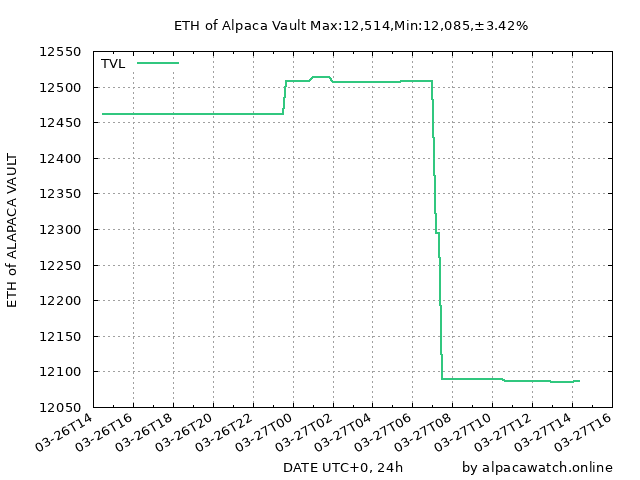 ETH of Alpaca Vault Max:12,514,Min:12,085,±3.42%
TVL
ETH of ALAPACA VAULT
12550
12500
12450
12400
12350
12300
12250
12200
12150
12100
12050
03-26T14
03-26T16
03-26T18
03-26T20
03-26T22
03-27T00
03-27T02
03-27T04
03-27T06
03-27T08
03-27T10
03-27T12
03-27T14
03-27T16
DATE UTC+0, 24h
by alpacawatch.online